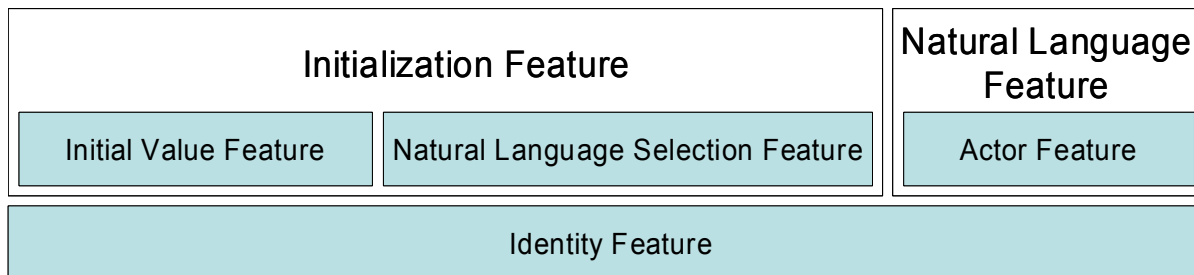 Initialization Feature
Natural Language
Feature
Initial Value Feature
Natural Language Selection Feature
Actor Feature
Identity Feature